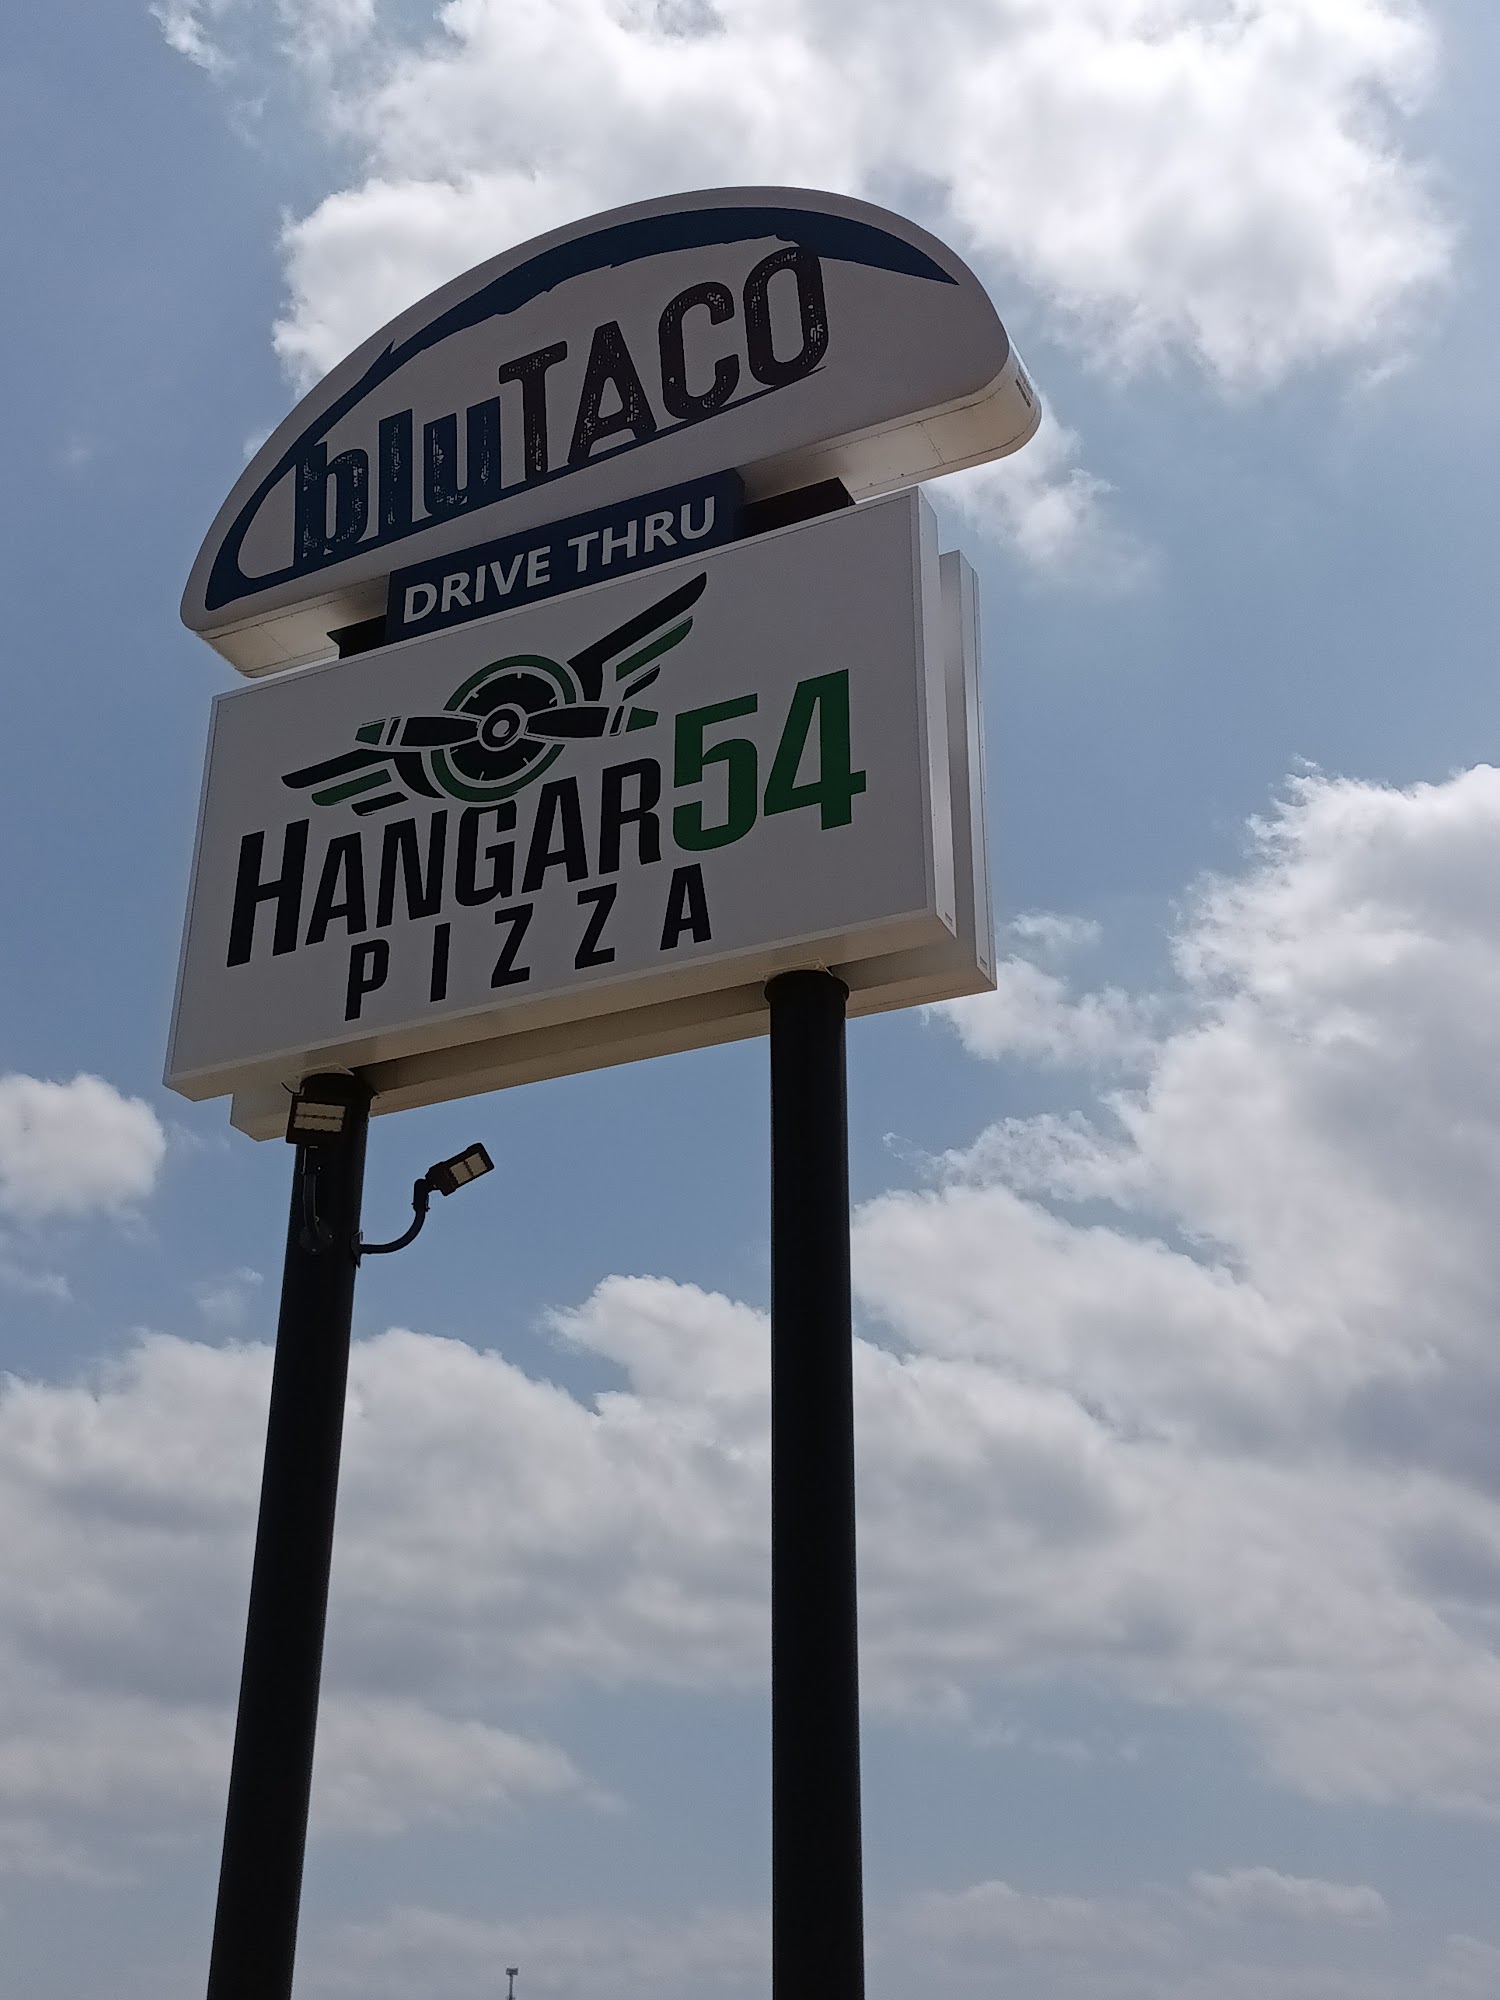 bluTACO
DRIVE THRU
HANGAR54
PIZZA